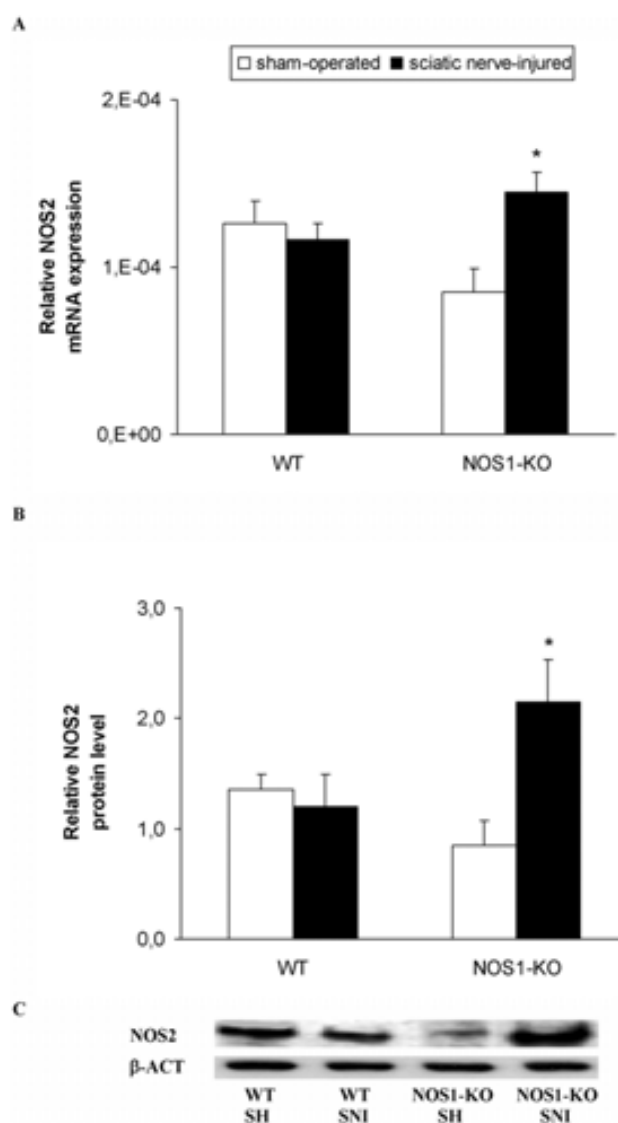 A
sham-operated sciatic nerve-injured
2,E-04
*
Relative NOS2
mRNA expression
1,E-04
0,E+00
WT NOS1-KO
B
3,0
*
2,0
Relative NOS2
protein level
1,0
0,0
WT NOS1-KO
C
NOS2
β-ACT
WT WT NOS1-KO NOS1-KO
SH SNI SH SNI